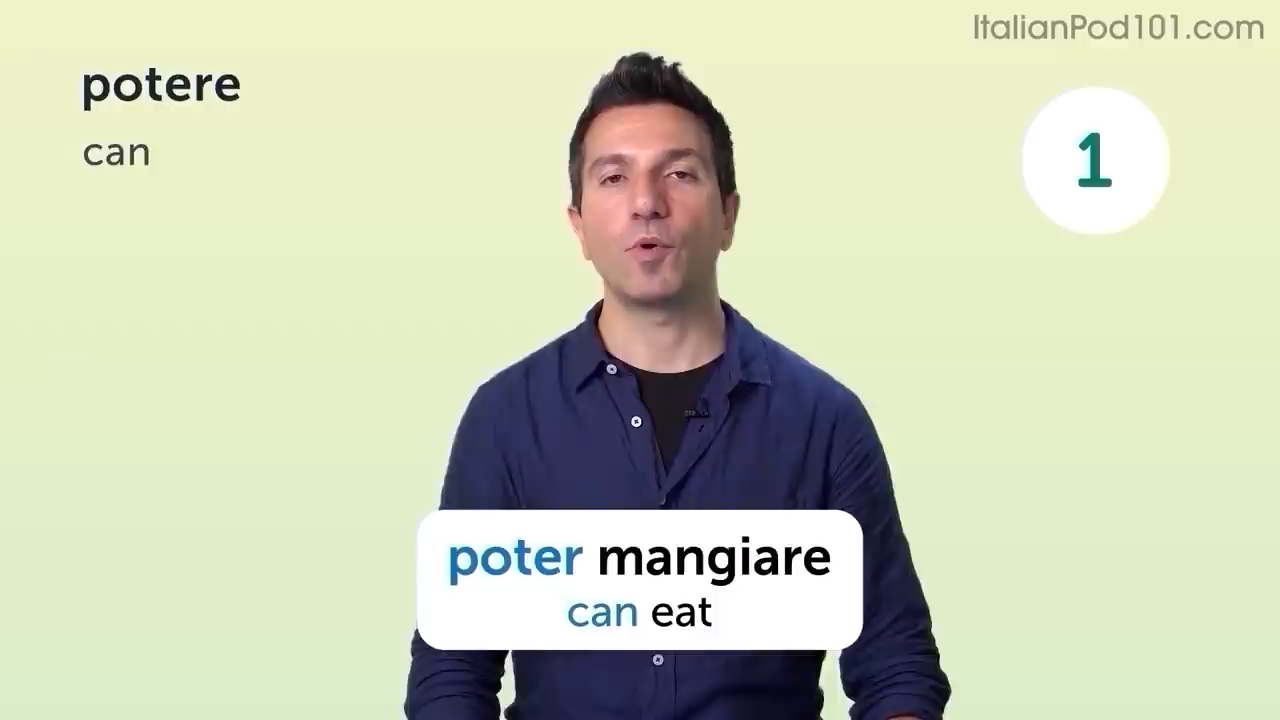 ItalianPod101.com
potere
can
1
poter mangiare
can eat